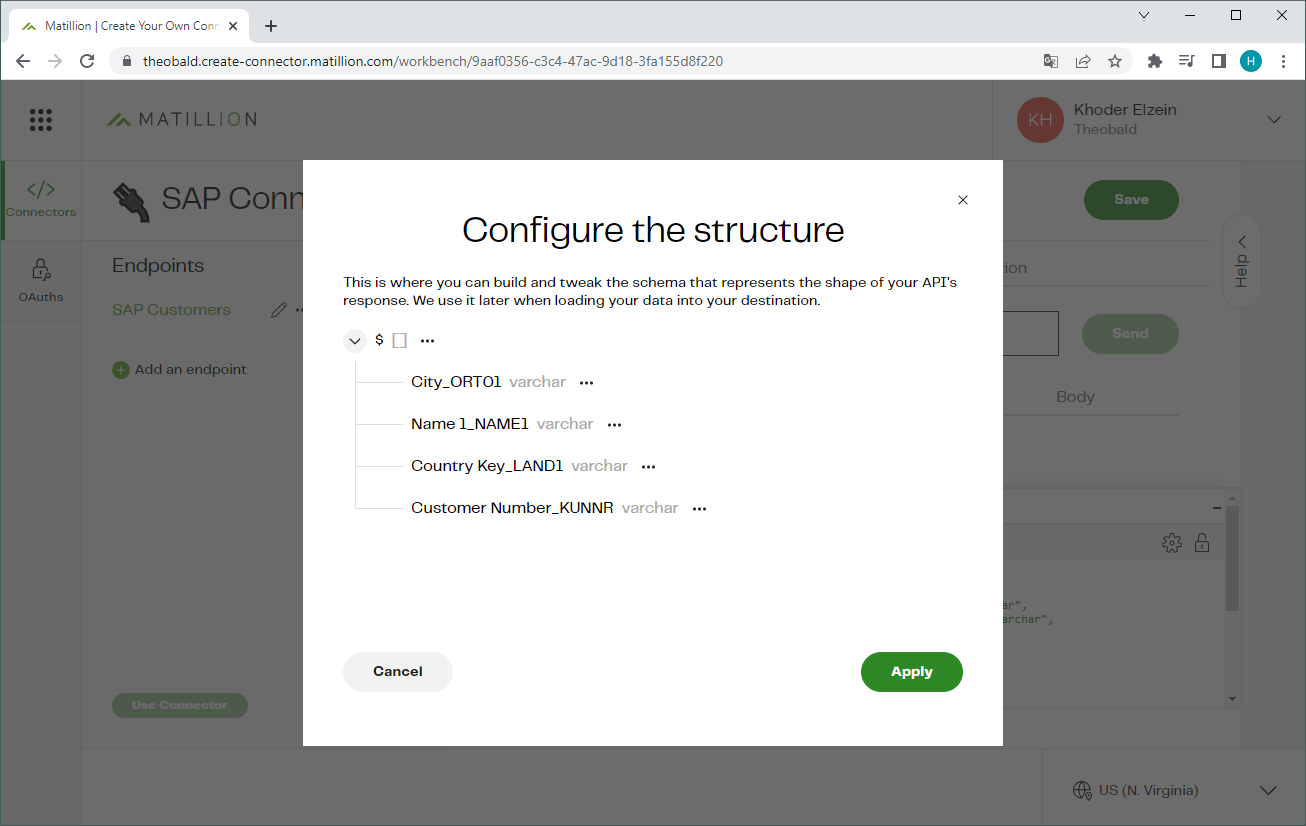 Matillion | Create Your Own Conn
theobald.create-connector.matillion.com/workbench/9aaf0356-c3c4-47ac-9d18-3fa155d8f220
H
MATILLION
KH
Khoder Elzein
Theobald
Connectors
SAP Conn
Save
OAuths
Endpoints
SAP Customers
Add an endpoint
Help
Send
Body
Configure the structure
This is where you can build and tweak the schema that represents the shape of your API's
response. We use it later when loading your data into your destination.
$ []
City_ORT01 varchar
Name 1_NAME1 varchar
Country Key_LAND1 varchar
Customer Number_KUNNR varchar
Cancel
Apply
Use Connector
US (N. Virginia)